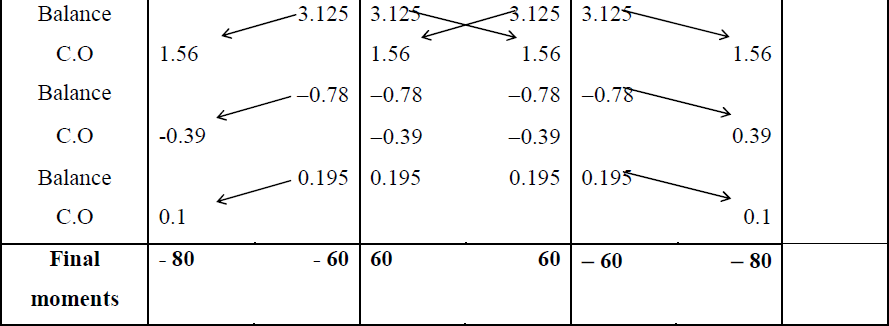 Balance 3.125 3.125 3.125 3.125
C.O 1.56 1.56 1.56 1.56
Balance –0.78 –0.78 –0.78 –0.78
C.O -0.39 –0.39 –0.39 0.39
Balance 0.195 0.195 0.195 0.195
C.O 0.1 0.1
Final - 80 - 60 60 60 – 60 – 80
moments